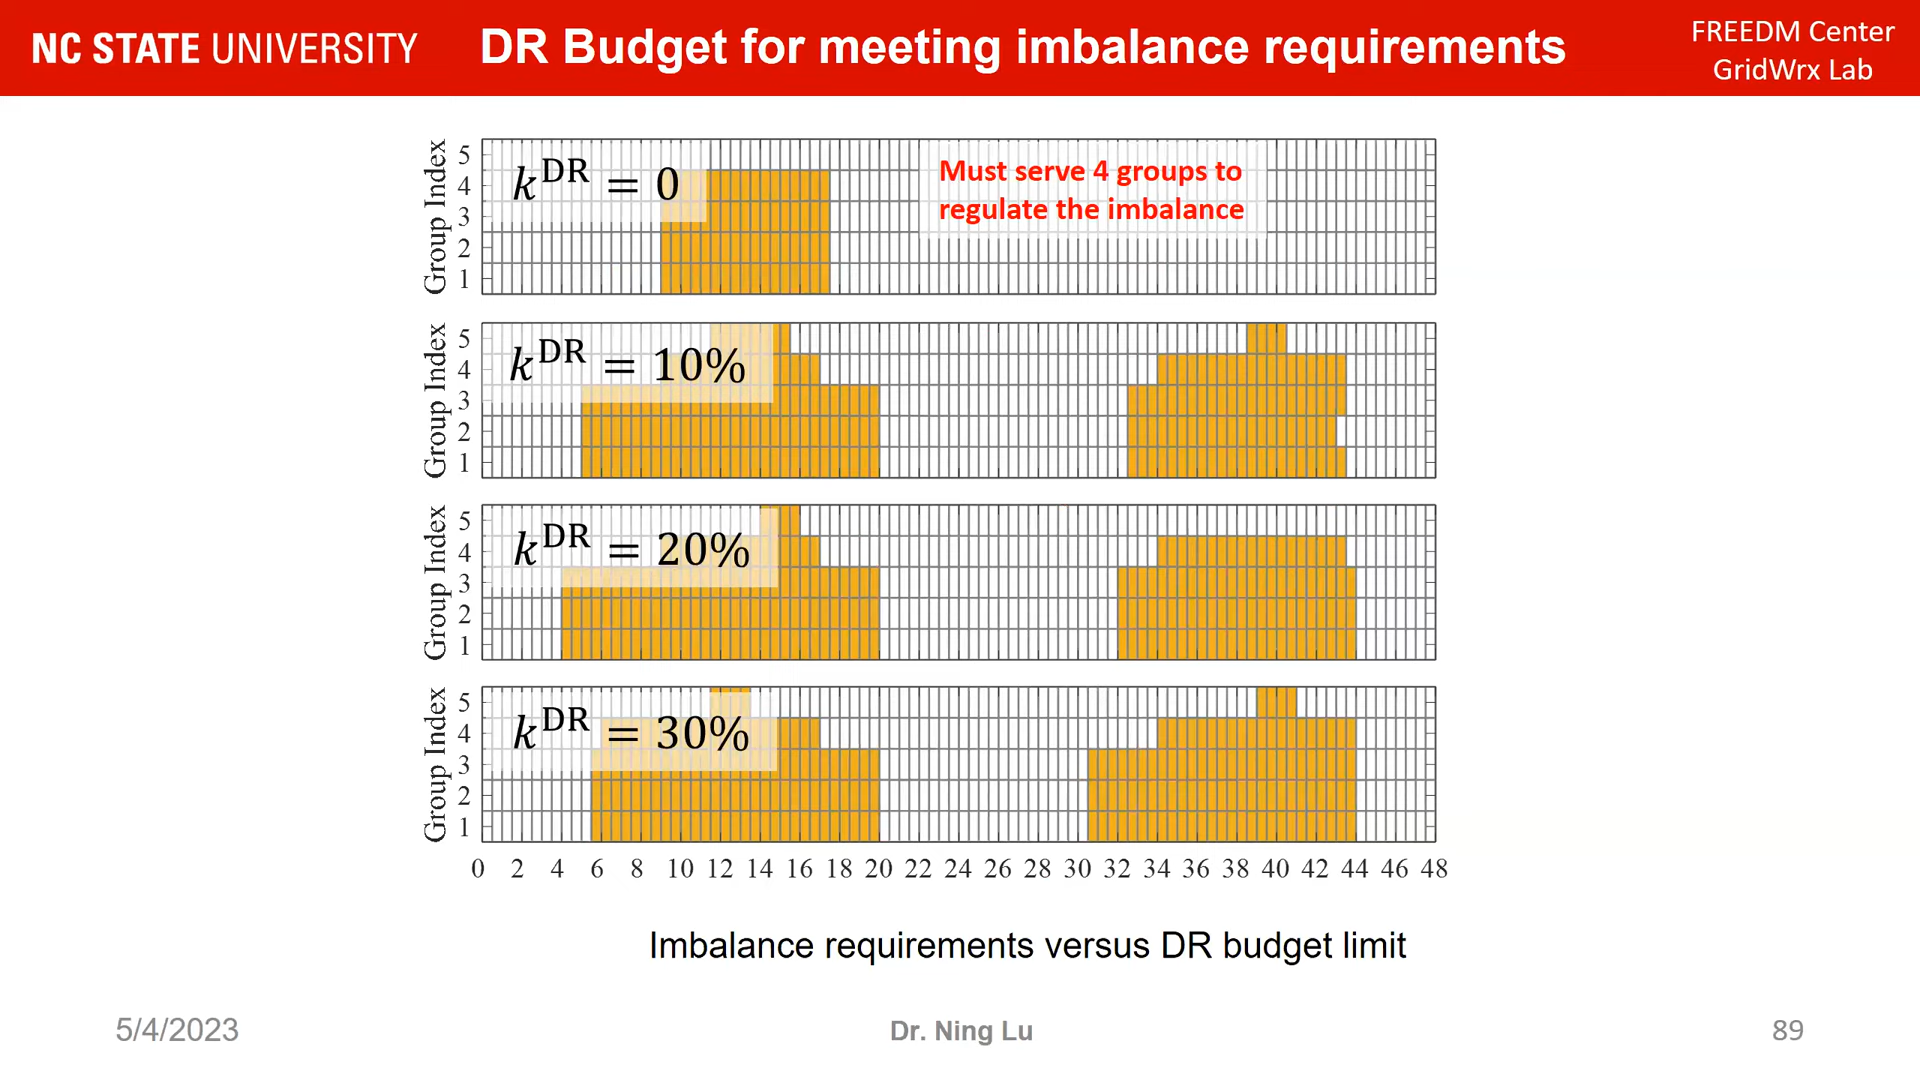 NC STATE UNIVERSITY
DR Budget for meeting imbalance requirements
FREEDM Center
GridWrx Lab
Group Index
5
4
3
2
1
k^DR = 0
Must serve 4 groups to
regulate the imbalance
Group Index
5
4
3
2
1
k^DR = 10%
Group Index
5
4
3
2
1
k^DR = 20%
Group Index
5
4
3
2
1
k^DR = 30%
0 2 4 6 8 10 12 14 16 18 20 22 24 26 28 30 32 34 36 38 40 42 44 46 48
Imbalance requirements versus DR budget limit
5/4/2023
Dr. Ning Lu
89